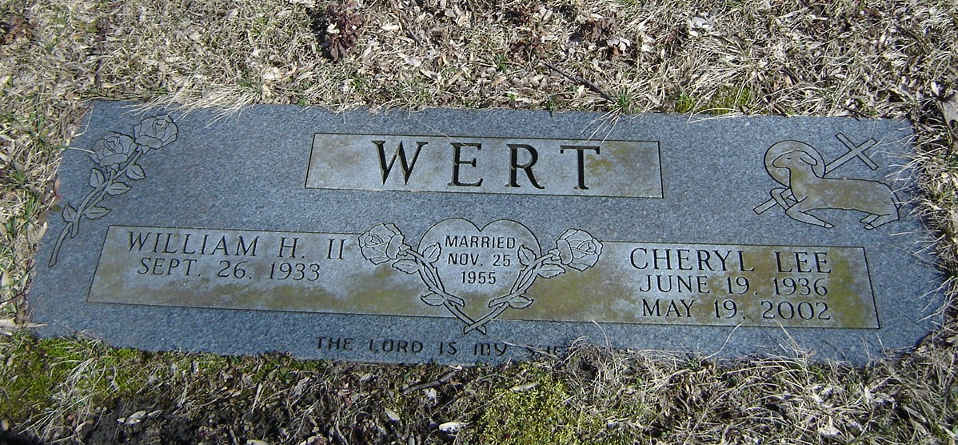 WERT
WILLIAM H. II
SEPT. 26, 1933
MARRIED
NOV. 25
1955
CHERYL LEE
JUNE 19, 1936
MAY 19, 2002
THE LORD IS MY